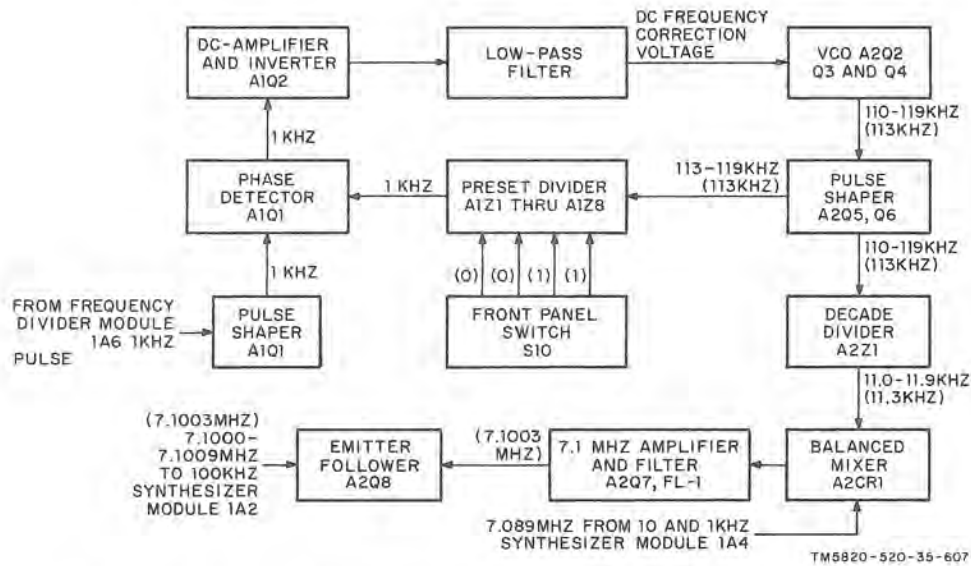 DC-AMPLIFIER
AND INVERTER
A1Q2
LOW-PASS
FILTER
DC FREQUENCY
CORRECTION
VOLTAGE
VCO A2Q2
Q3 AND Q4
1 KHZ
110-119KHZ
(113KHZ)
PHASE
DETECTOR
A1Q1
1 KHZ
PRESET DIVIDER
A1Z1 THRU A1Z8
113-119KHZ
(113KHZ)
PULSE
SHAPER
A2Q5, Q6
1 KHZ
(0) (0) (1) (1)
110-119KHZ
(113KHZ)
FROM FREQUENCY
DIVIDER MODULE
1A6 1KHZ
PULSE
PULSE
SHAPER
A1Q1
FRONT PANEL
SWITCH
S10
DECADE
DIVIDER
A2Z1
11.0-11.9KHZ
(11.3KHZ)
(7.1003MHZ)
7.1000-
7.1009MHZ
TO 100KHZ
SYNTHESIZER
MODULE 1A2
EMITTER
FOLLOWER
A2Q8
(7.1003
MHZ)
7.1 MHZ AMPLIFIER
AND FILTER
A2Q7, FL-1
BALANCED
MIXER
A2CR1
7.089MHZ FROM 10 AND 1KHZ
SYNTHESIZER MODULE 1A4
TM5820-520-35-607